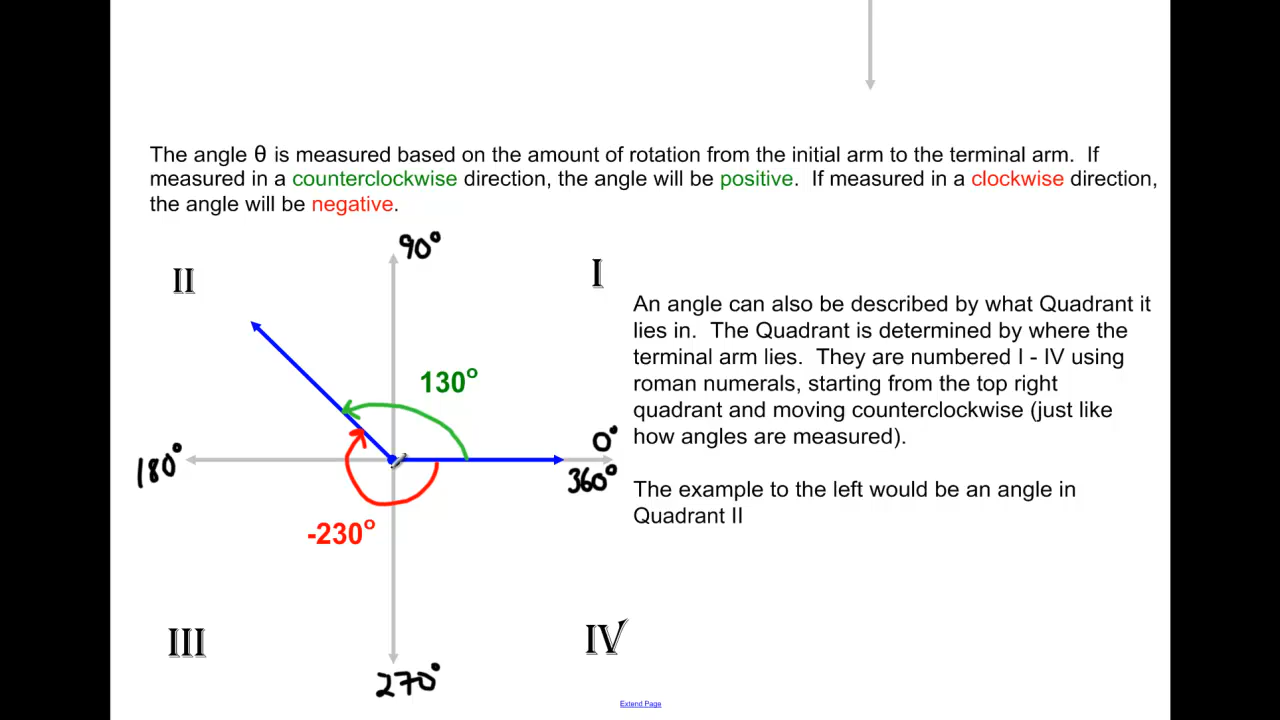 The angle θ is measured based on the amount of rotation from the initial arm to the terminal arm. If
measured in a counterclockwise direction, the angle will be positive. If measured in a clockwise direction,
the angle will be negative.
90°
II
I
An angle can also be described by what Quadrant it
lies in. The Quadrant is determined by where the
terminal arm lies. They are numbered I - IV using
roman numerals, starting from the top right
quadrant and moving counterclockwise (just like
how angles are measured).
The example to the left would be an angle in
Quadrant II
130°
0°
180°
360°
-230°
III
IV
270°
Extend Page